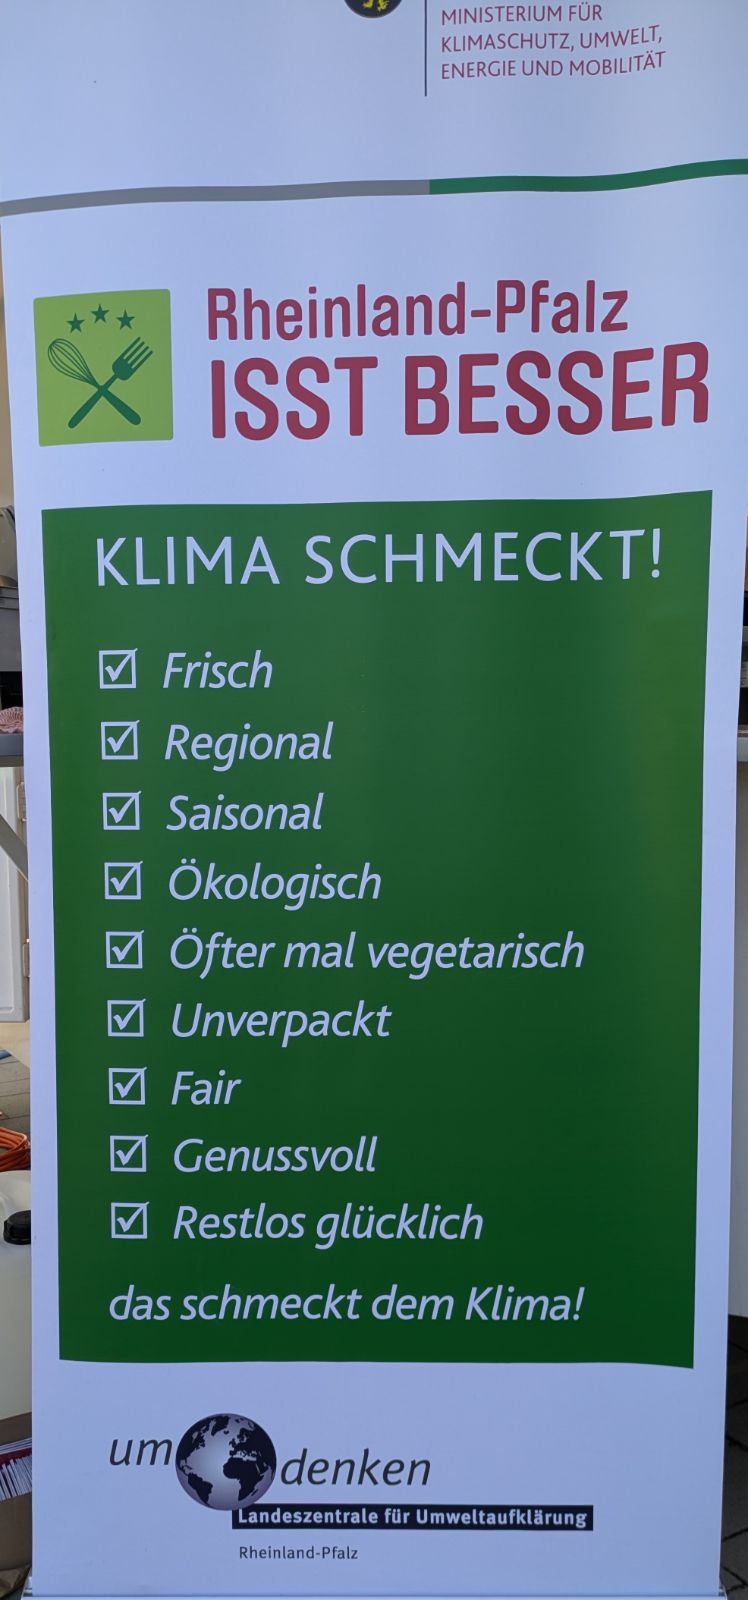 MINISTERIUM FÜR
KLIMASCHUTZ, UMWELT,
ENERGIE UND MOBILITÄT
Rheinland-Pfalz
ISST BESSER
KLIMA SCHMECKT!
Frisch
Regional
Saisonal
Ökologisch
Öfter mal vegetarisch
Unverpackt
Fair
Genussvoll
Restlos glücklich
das schmeckt dem Klima!
um denken
Landeszentrale für Umweltaufklärung
Rheinland-Pfalz